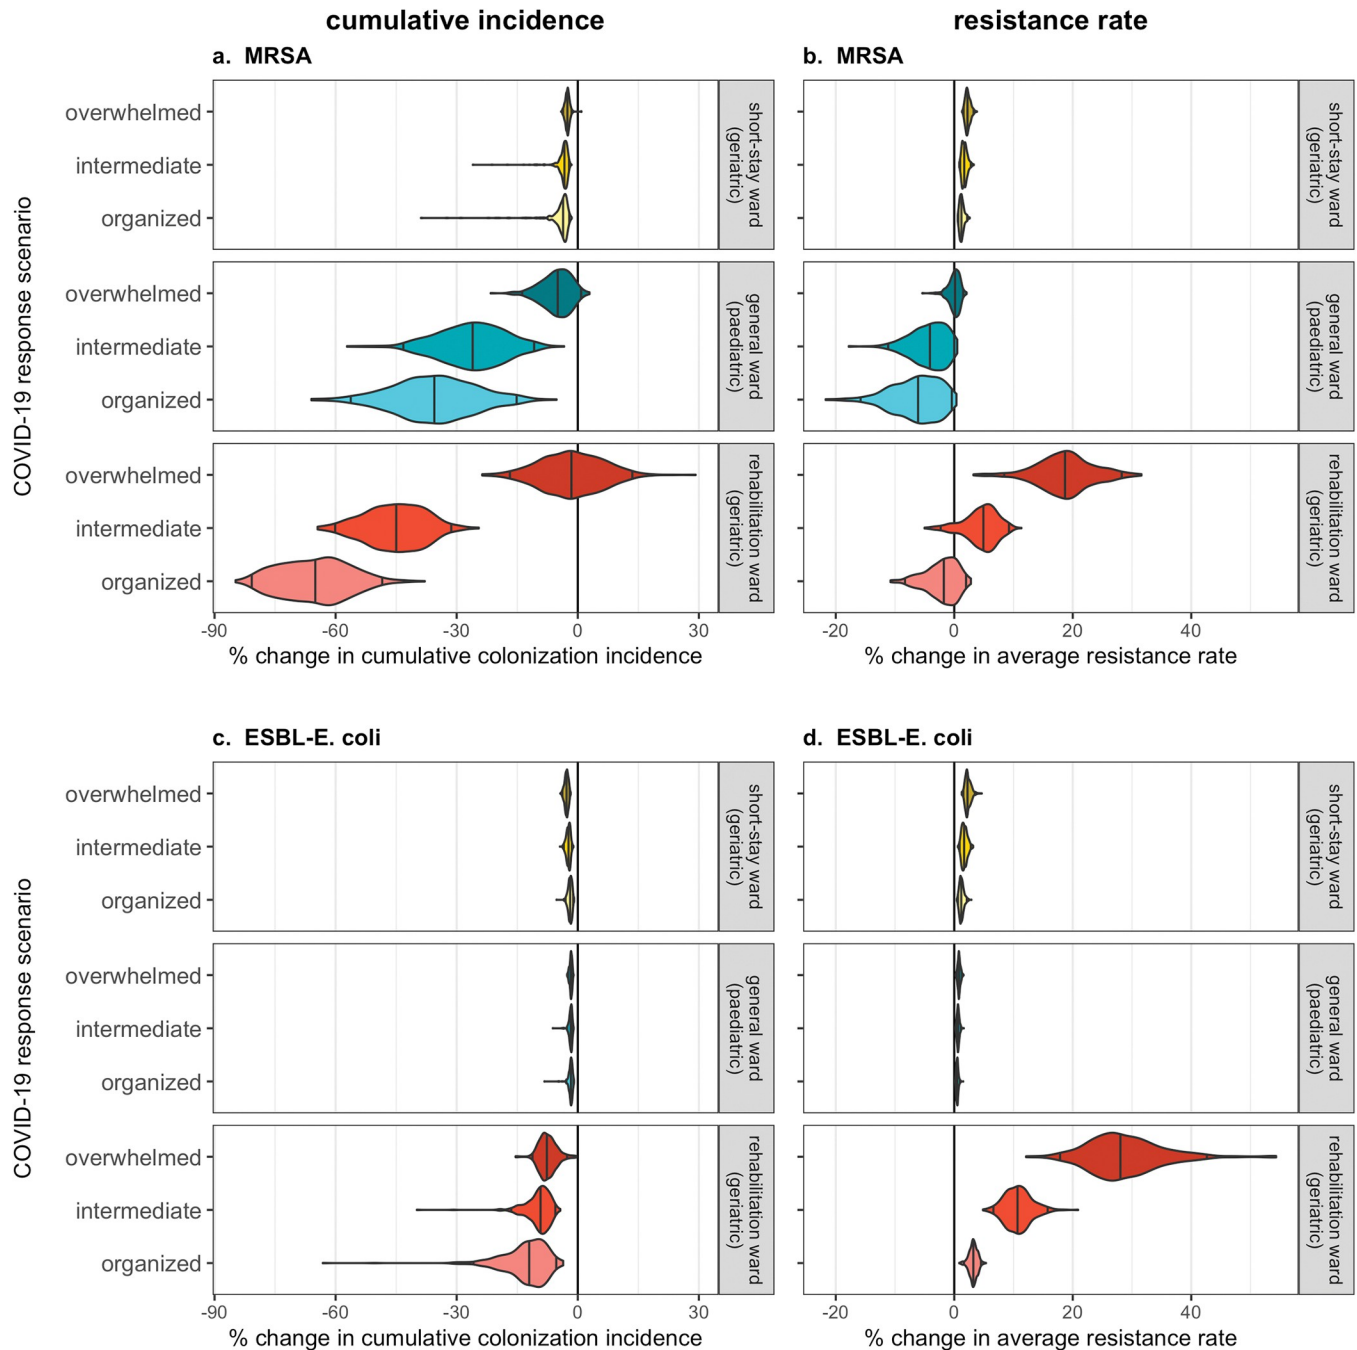 cumulative incidence
resistance rate
a. MRSA
b. MRSA
COVID-19 response scenario
overwhelmed
intermediate
organized
short-stay ward
(geriatric)
short-stay ward
(geriatric)
overwhelmed
intermediate
organized
general ward
(paediatric)
general ward
(paediatric)
overwhelmed
intermediate
organized
rehabilitation ward
(geriatric)
rehabilitation ward
(geriatric)
-90 -60 -30 0 30
-20 0 20 40
% change in cumulative colonization incidence
% change in average resistance rate
c. ESBL-E. coli
d. ESBL-E. coli
COVID-19 response scenario
overwhelmed
intermediate
organized
short-stay ward
(geriatric)
short-stay ward
(geriatric)
overwhelmed
intermediate
organized
general ward
(paediatric)
general ward
(paediatric)
overwhelmed
intermediate
organized
rehabilitation ward
(geriatric)
rehabilitation ward
(geriatric)
-90 -60 -30 0 30
-20 0 20 40
% change in cumulative colonization incidence
% change in average resistance rate